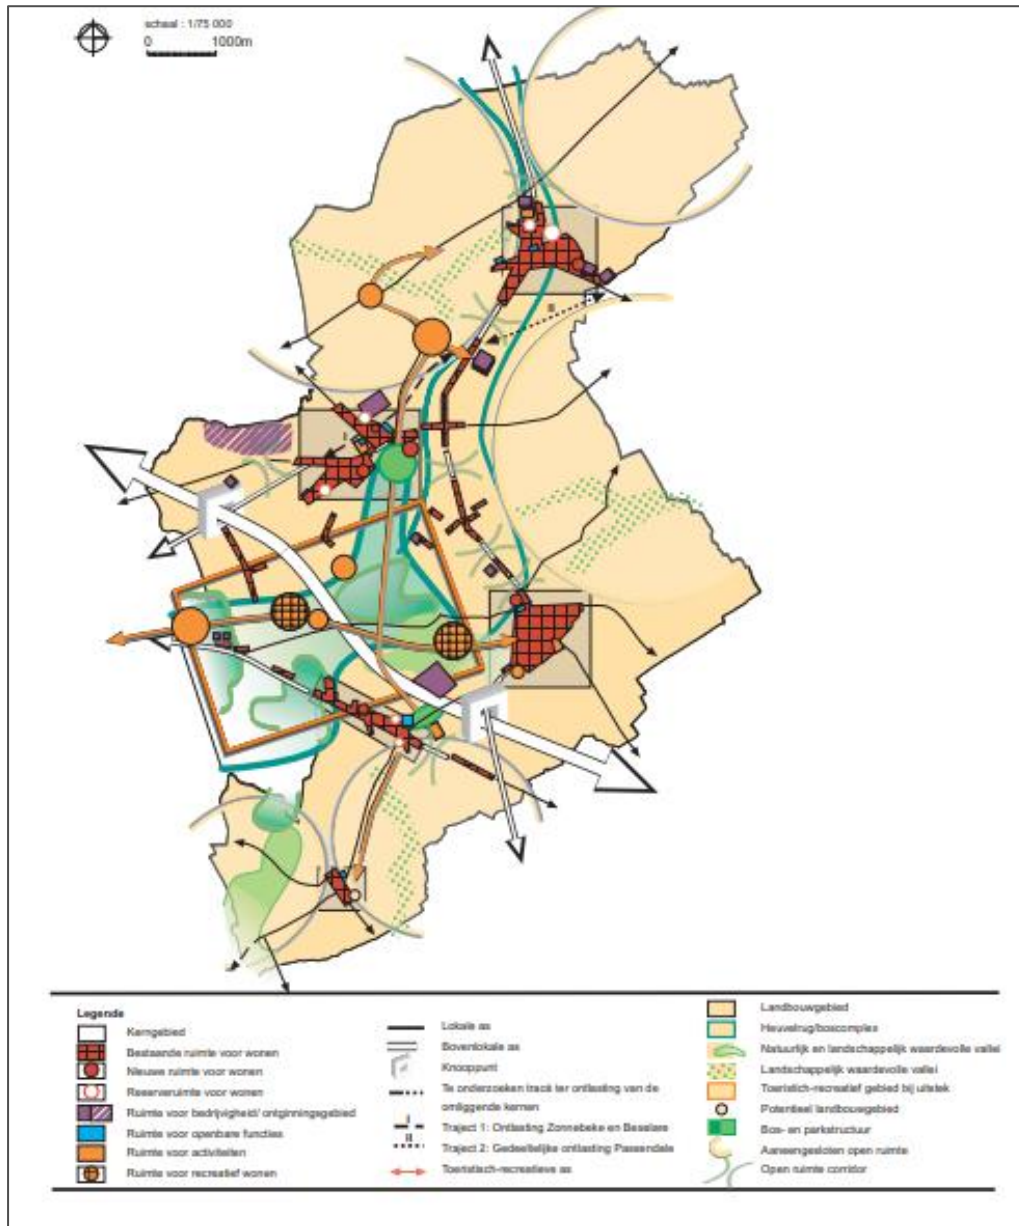 schaal : 1/75 000
0 1000m
II
I
Legende
Kerngebied
Bestaande ruimte voor wonen
Nieuwe ruimte voor wonen
Reserveruimte voor wonen
Ruimte voor bedrijvigheid/ ontginningsgebied
Ruimte voor openbare functies
Ruimte voor activiteiten
Ruimte voor recreatief wonen
Lokale as
Bovenlokale as
Knooppunt
Te onderzoeken tracé ter ontlasting van de
omliggende kernen
I
Traject 1: Ontlasting Zonnebeke en Beselare
II
Traject 2: Gedeeltelijke ontlasting Passendale
Toeristisch-recreatieve as
Landbouwgebied
Heuvelrug/boscomplex
Natuurlijk en landschappelijk waardevolle vallei
Landschappelijk waardevolle vallei
Toeristisch-recreatief gebied bij uitstek
Potentieel landbouwgebied
Bos- en parkstructuur
Aaneengesloten open ruimte
Open ruimte corridor